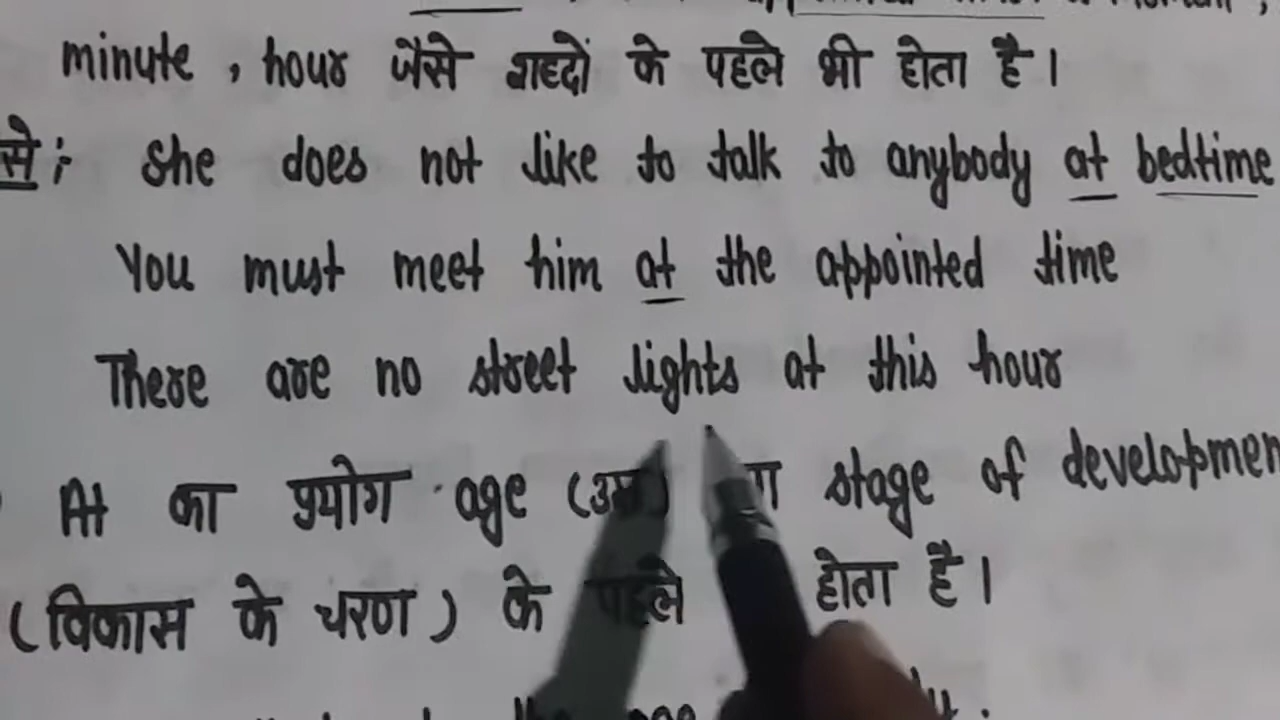 minute , hour जैसे शब्दों के पहले भी होता है ।
से :- She does not like to talk to anybody at bedtime
You must meet him at the appointed time
There are no street lights at this hour
At का प्रयोग age ( stage of developmen
( विकास के चरण ) के पहले होता है ।